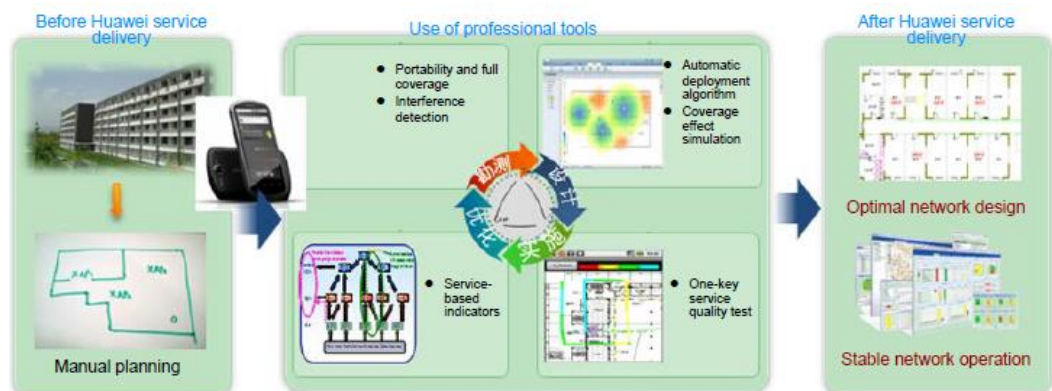 Before Huawei service
delivery
Use of professional tools
After Huawei service
delivery
● Portability and full
coverage
● Interference
detection
● Automatic
deployment
algorithm
● Coverage
effect
simulation
勘测
设计
优化
实施
Optimal network design
XAP₁
XAP₂
● Service-
based
indicators
● One-key
service
quality test
Manual planning
Stable network operation